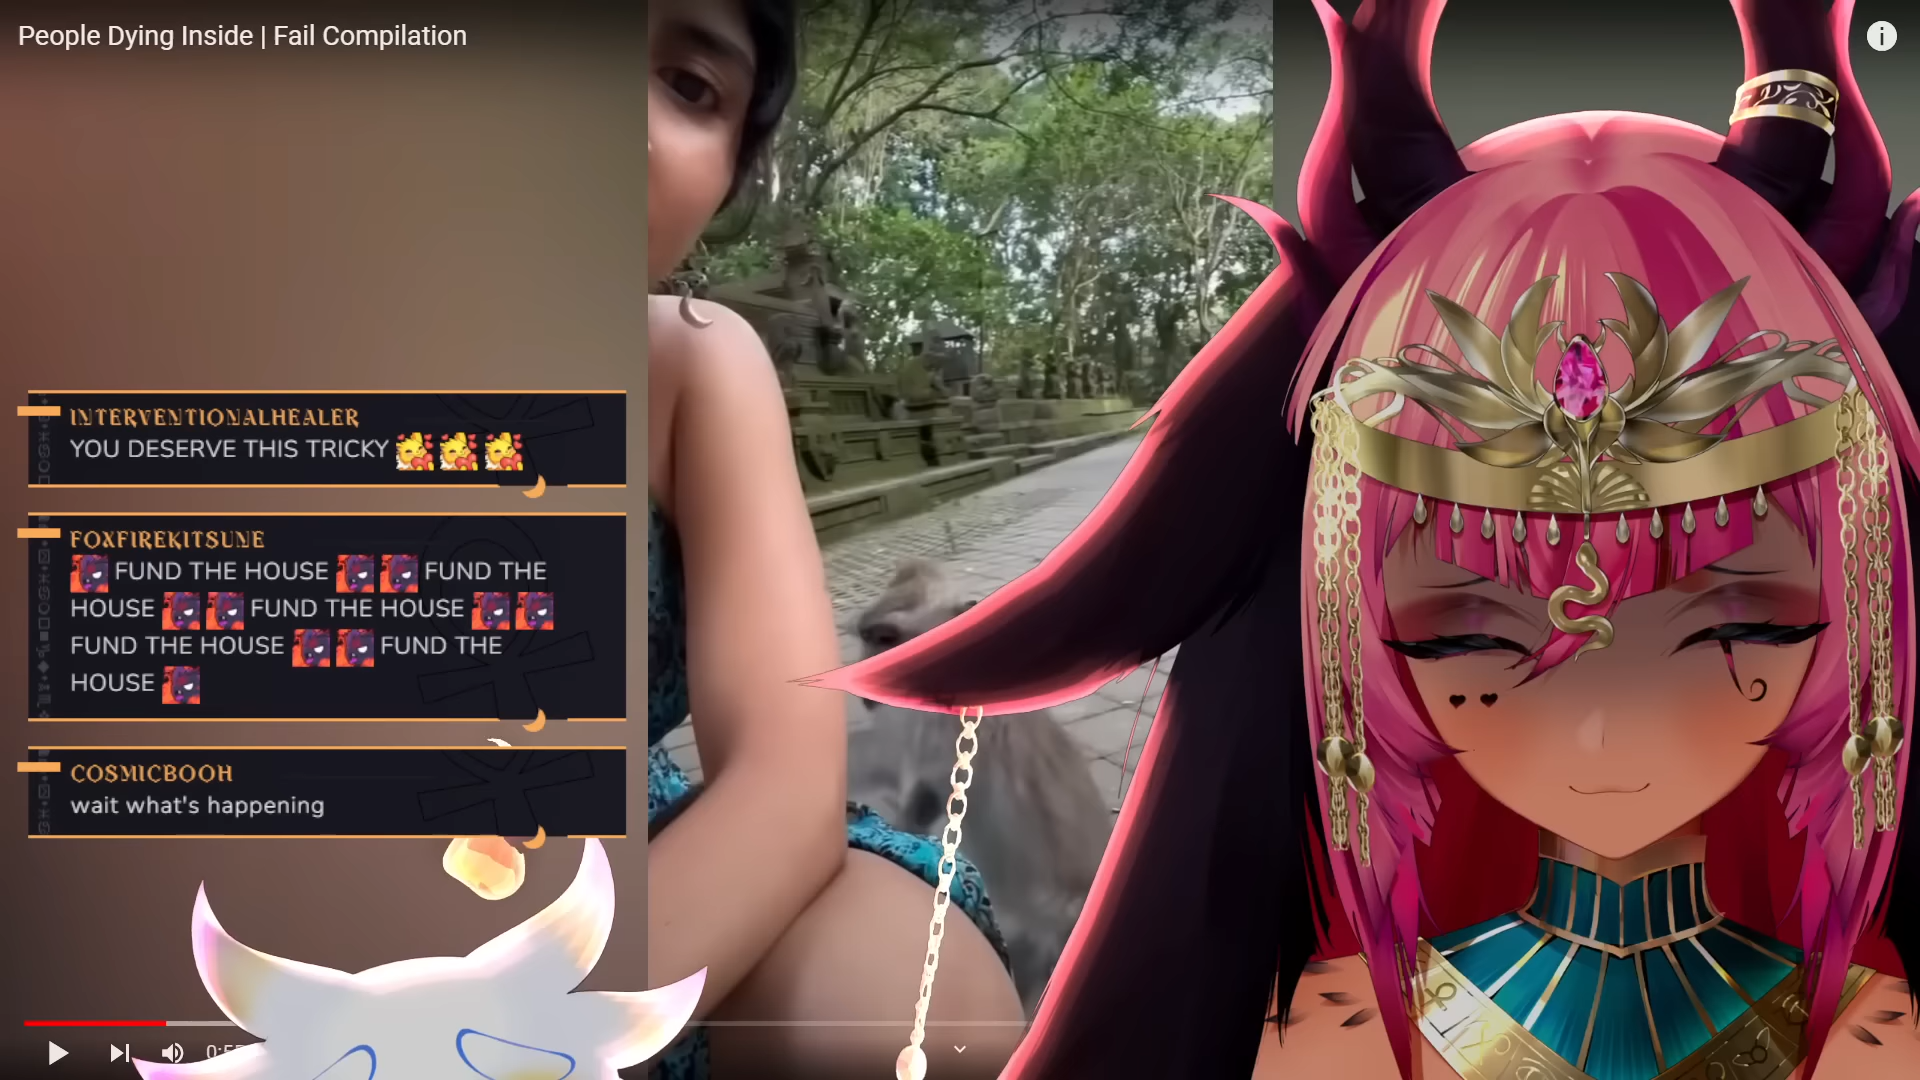 People Dying Inside | Fail Compilation
INTERVENTIONALHEALER
YOU DESERVE THIS TRICKY
FOXFIREKITSUNE
FUND THE HOUSE FUND THE
HOUSE FUND THE HOUSE
FUND THE HOUSE FUND THE
HOUSE
COSMICBOOH
wait what's happening